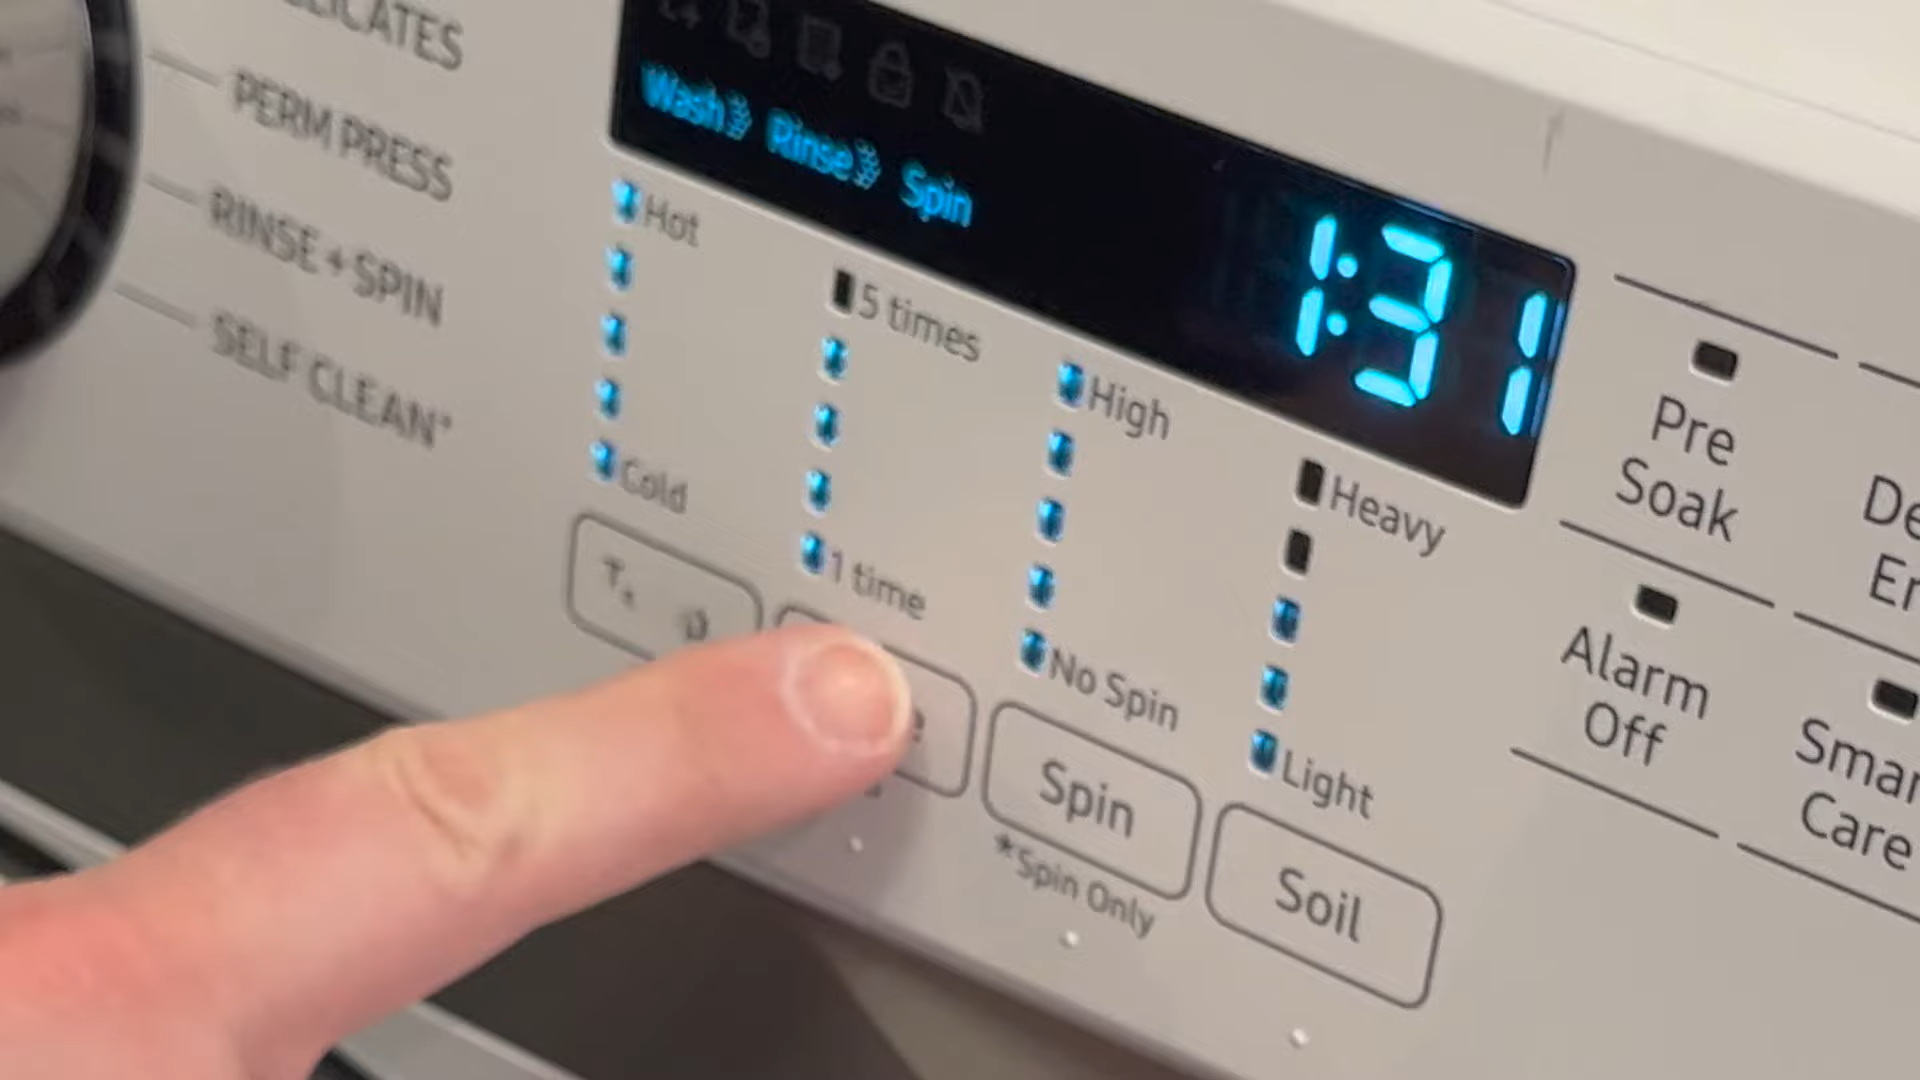 PERM PRESS
RINSE+SPIN
SELF CLEAN*
Wash Rinse Spin
1:31
Hot
Cold
5 times
1 time
High
No Spin
Heavy
Light
Spin
*Spin Only
Soil
Pre
Soak
Alarm
Off
Care